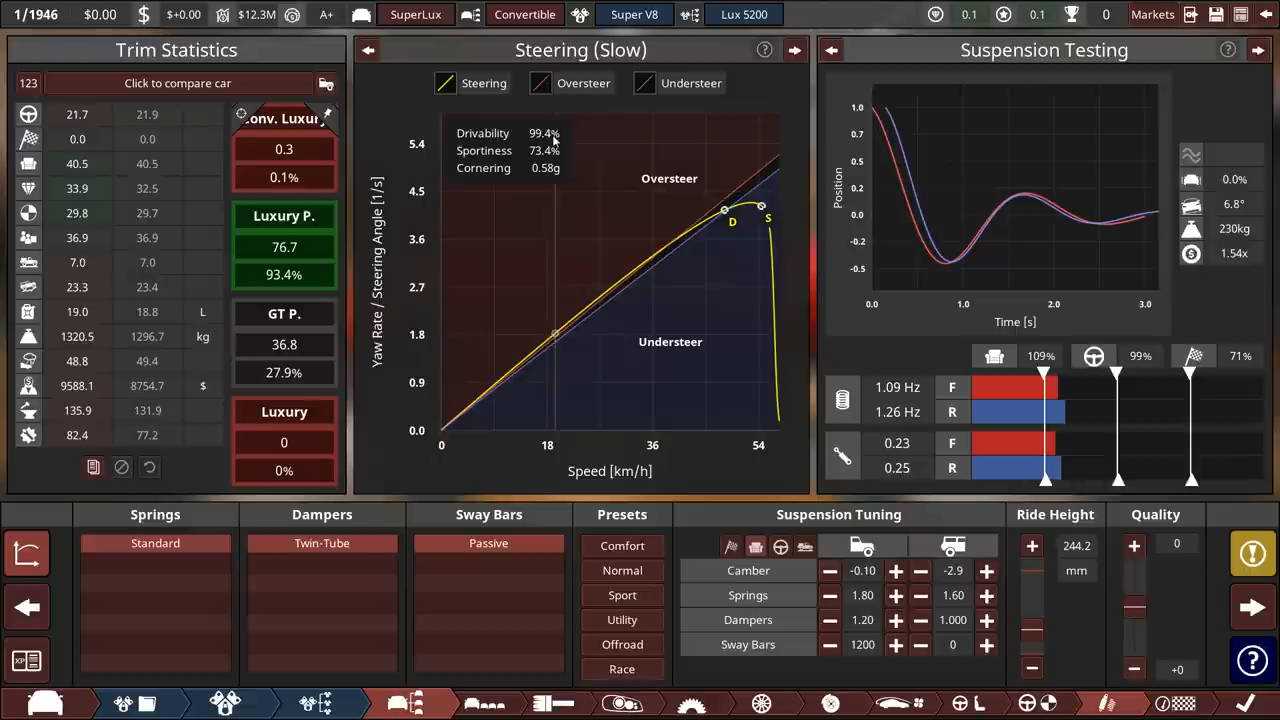 1/1946 $0.00 $+0.00 $12.3M A+ SuperLux Convertible Super V8 Lux 5200 0.1 0.1 0 Markets
Trim Statistics
123 Click to compare car
21.7 21.9
0.0 0.0
40.5 40.5
33.9 32.5
29.8 29.7
36.9 36.9
7.0 7.0
23.3 23.4
19.0 18.8 L
1320.5 1296.7 kg
48.8 49.4
9588.1 8754.7 $
135.9 131.9
82.4 77.2
Conv. Luxury
0.3
0.1%
Luxury P.
76.7
93.4%
GT P.
36.8
27.9%
Luxury
0
0%
Steering (Slow)
Steering Oversteer Understeer
Drivability 99.4%
Sportiness 73.4%
Cornering 0.58g
Oversteer
Understeer
D
S
Yaw Rate / Steering Angle [1/s]
5.4
4.5
3.6
2.7
1.8
0.9
0.0
0 18 36 54
Speed [km/h]
Suspension Testing
Position
1.0
0.7
0.5
0.2
0.0
-0.2
-0.5
0.0 1.0 2.0 3.0
Time [s]
0.0%
6.8°
230kg
1.54x
109% 99% 71%
1.09 Hz F
1.26 Hz R
0.23 F
0.25 R
Springs
Standard
Dampers
Twin-Tube
Sway Bars
Passive
Presets
Comfort
Normal
Sport
Utility
Offroad
Race
Suspension Tuning
Camber -0.10 + -2.9 +
Springs 1.80 + 1.60 +
Dampers 1.20 + 1.000 +
Sway Bars 1200 + 0 +
Ride Height
244.2
mm
Quality
0
+0
XP